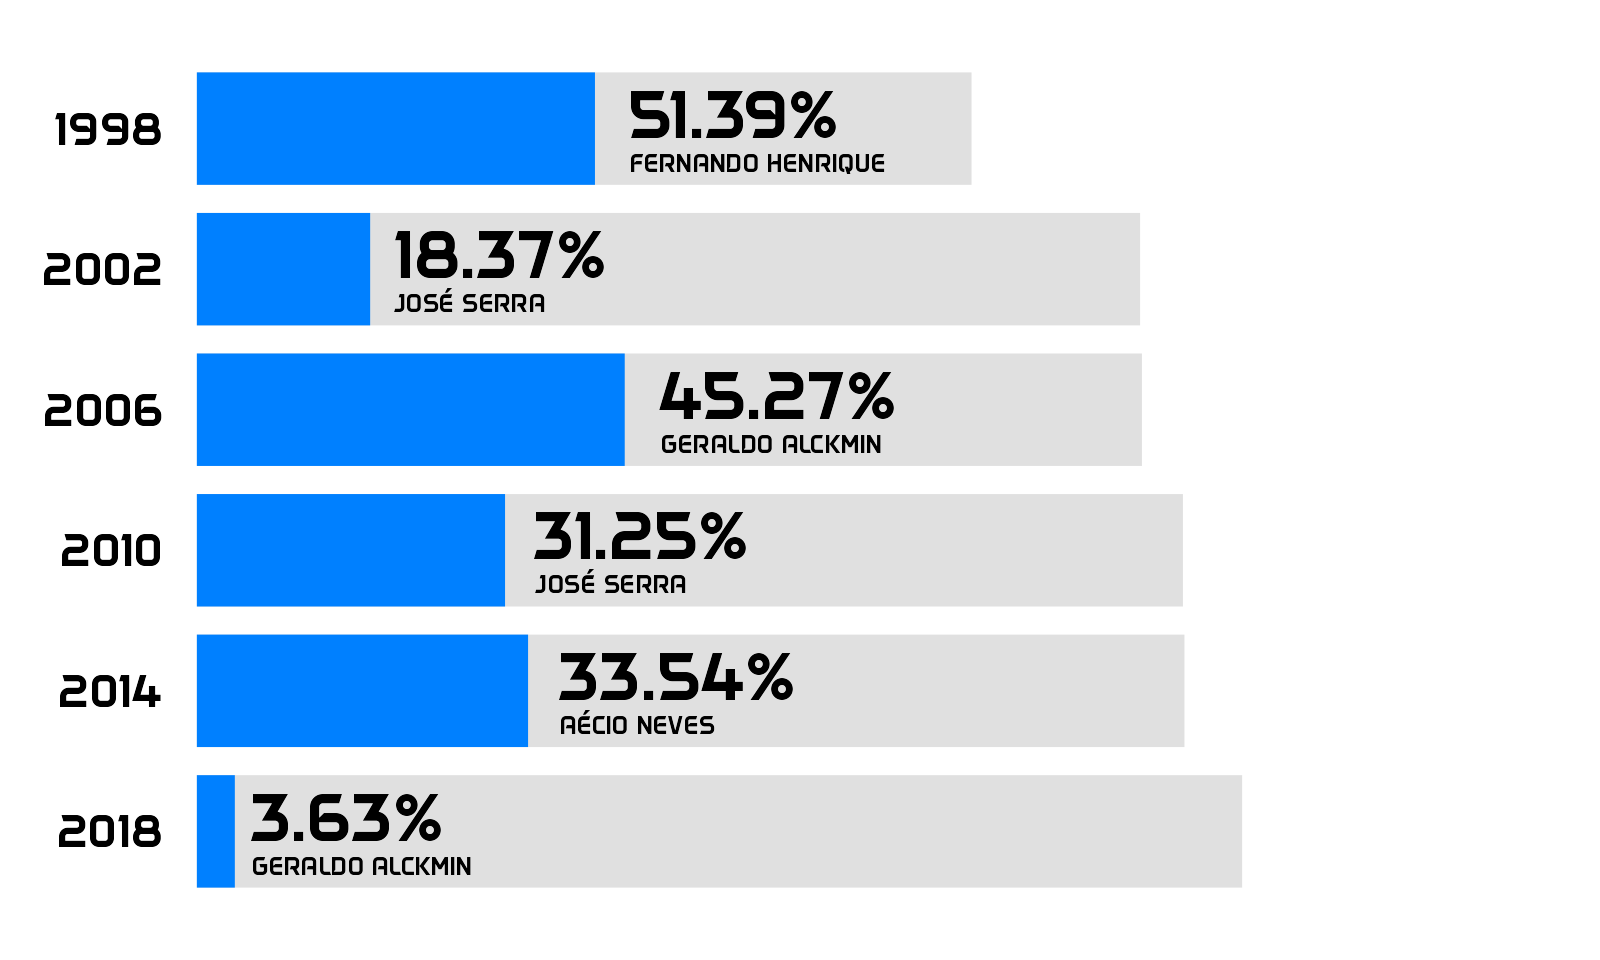 1998
51.39%
FERNANDO HENRIQUE
2002
18.37%
JOSÉ SERRA
2006
45.27%
GERALDO ALCKMIN
2010
31.25%
JOSÉ SERRA
2014
33.54%
AÉCIO NEVES
2018
3.63%
GERALDO ALCKMIN